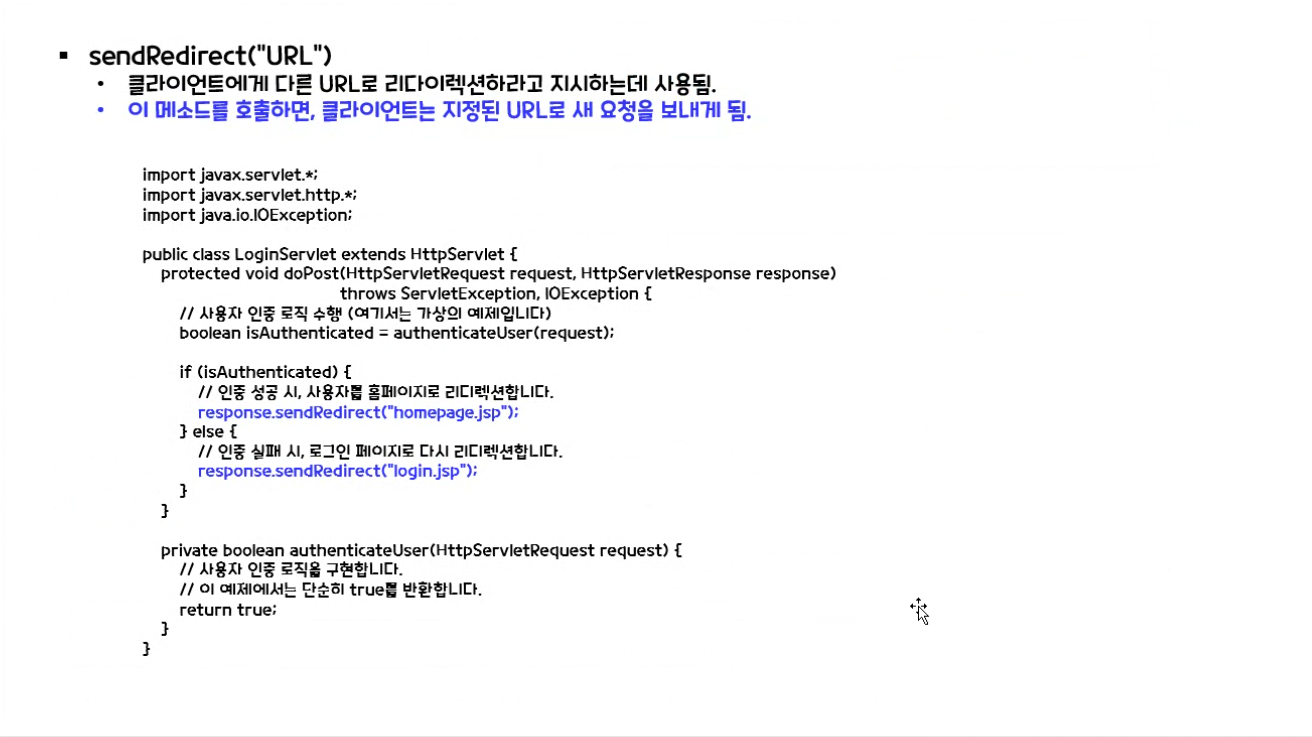 ▪ sendRedirect("URL")
• 클라이언트에게 다른 URL로 리다이렉션하라고 지시하는데 사용됨.
• 이 메소드를 호출하면, 클라이언트는 지정된 URL로 새 요청을 보내게 됨.
import javax.servlet.*;
import javax.servlet.http.*;
import java.io.IOException;
public class LoginServlet extends HttpServlet {
protected void doPost(HttpServletRequest request, HttpServletResponse response)
throws ServletException, IOException {
// 사용자 인증 로직 수행 (여기서는 가상의 예제입니다)
boolean isAuthenticated = authenticateUser(request);
if (isAuthenticated) {
// 인증 성공 시, 사용자를 홈페이지로 리디렉션합니다.
response.sendRedirect("homepage.jsp");
} else {
// 인증 실패 시, 로그인 페이지로 다시 리디렉션합니다.
response.sendRedirect("login.jsp");
}
}
private boolean authenticateUser(HttpServletRequest request) {
// 사용자 인증 로직을 구현합니다.
// 이 예제에서는 단순히 true를 반환합니다.
return true;
}
}